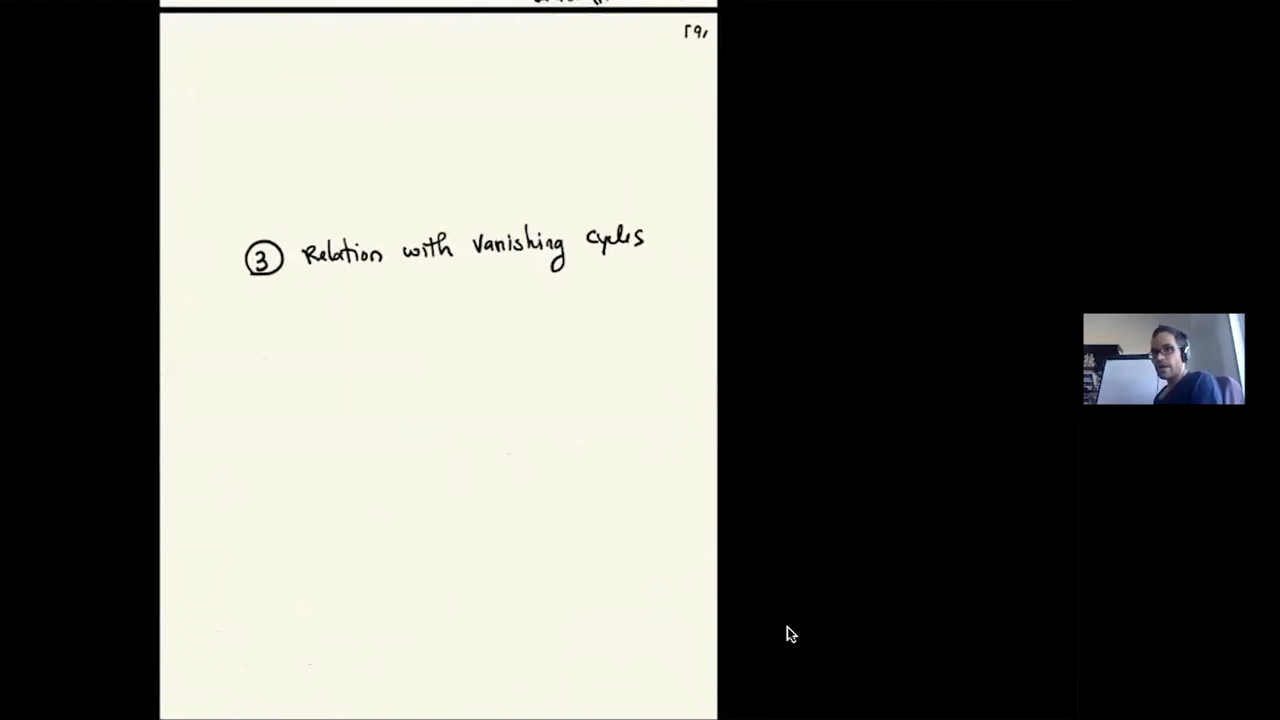 ③ Relation with vanishing cycles